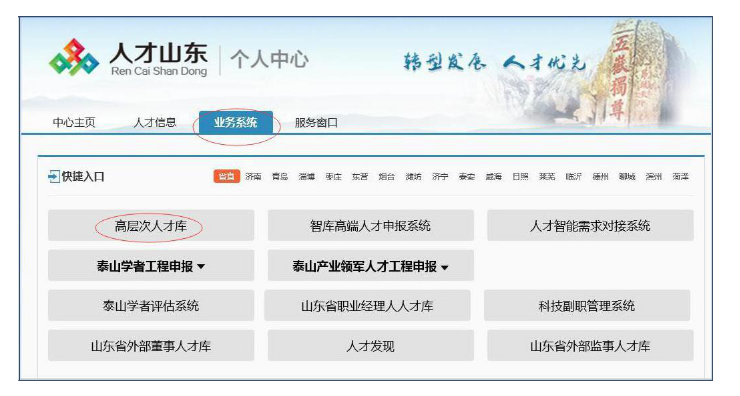 人才山东 个人中心
Ren Cai Shan Dong
转型发展 人才优先
五嶽獨尊
中心主页 人才信息 业务系统 服务窗口
快捷入口 省直 济南 青岛 淄博 枣庄 东营 烟台 潍坊 济宁 泰安 威海 日照 莱芜 临沂 德州 聊城 滨州 菏泽
高层次人才库 智库高端人才申报系统 人才智能需求对接系统
泰山学者工程申报 ▾ 泰山产业领军人才工程申报 ▾
泰山学者评估系统 山东省职业经理人人才库 科技副职管理系统
山东省外部董事人才库 人才发现 山东省外部监事人才库